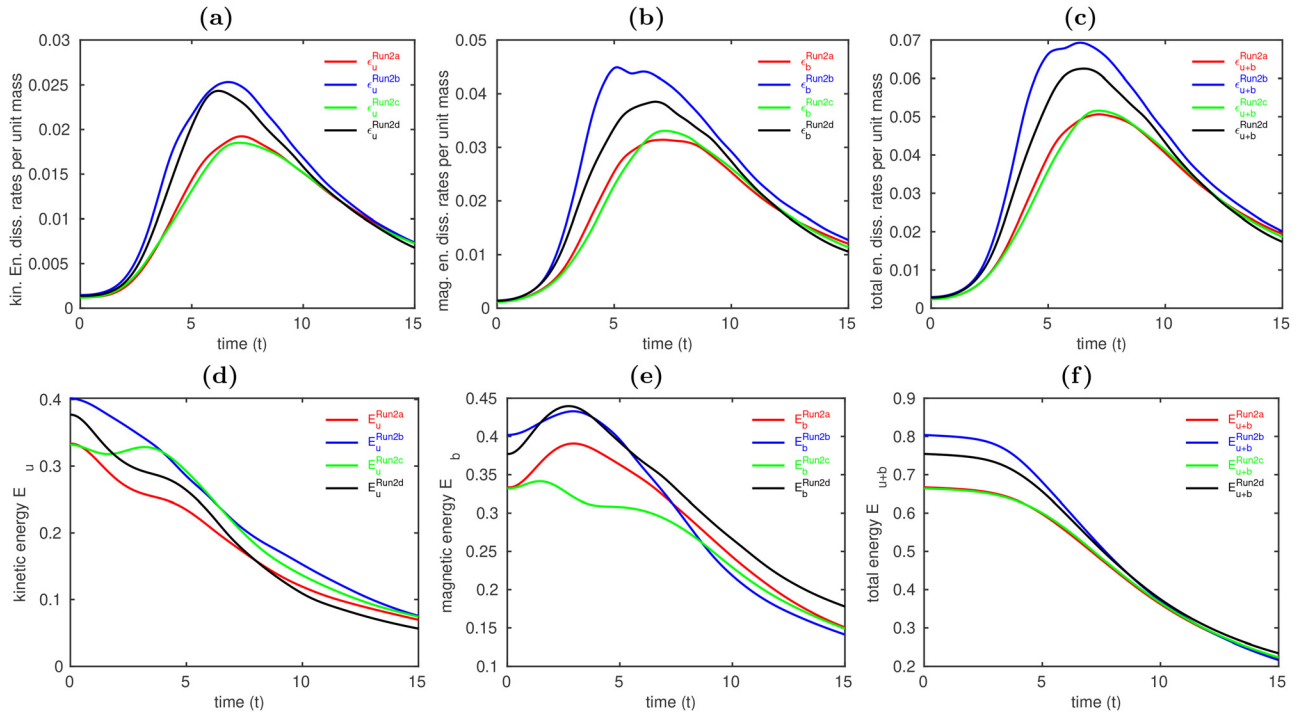 (a)
kin. En. diss. rates per unit mass
0.03
0.025
0.02
0.015
0.01
0.005
0
0 5 10 15
time (t)
ϵ_u^Run2a
ϵ_u^Run2b
ϵ_u^Run2c
ϵ_u^Run2d
(b)
mag. en. diss. rates per unit mass
0.05
0.04
0.03
0.02
0.01
0
0 5 10 15
time (t)
ϵ_b^Run2a
ϵ_b^Run2b
ϵ_b^Run2c
ϵ_b^Run2d
(c)
total en. diss. rates per unit mass
0.07
0.06
0.05
0.04
0.03
0.02
0.01
0
0 5 10 15
time (t)
ϵ_u+b^Run2a
ϵ_u+b^Run2b
ϵ_u+b^Run2c
ϵ_u+b^Run2d
(d)
kinetic energy E_u
0.4
0.3
0.2
0.1
0
0 5 10 15
time (t)
E_u^Run2a
E_u^Run2b
E_u^Run2c
E_u^Run2d
(e)
magnetic energy E_b
0.45
0.4
0.35
0.3
0.25
0.2
0.15
0.1
0 5 10 15
time (t)
E_b^Run2a
E_b^Run2b
E_b^Run2c
E_b^Run2d
(f)
total energy E_u+b
0.9
0.8
0.7
0.6
0.5
0.4
0.3
0.2
0 5 10 15
time (t)
E_u+b^Run2a
E_u+b^Run2b
E_u+b^Run2c
E_u+b^Run2d